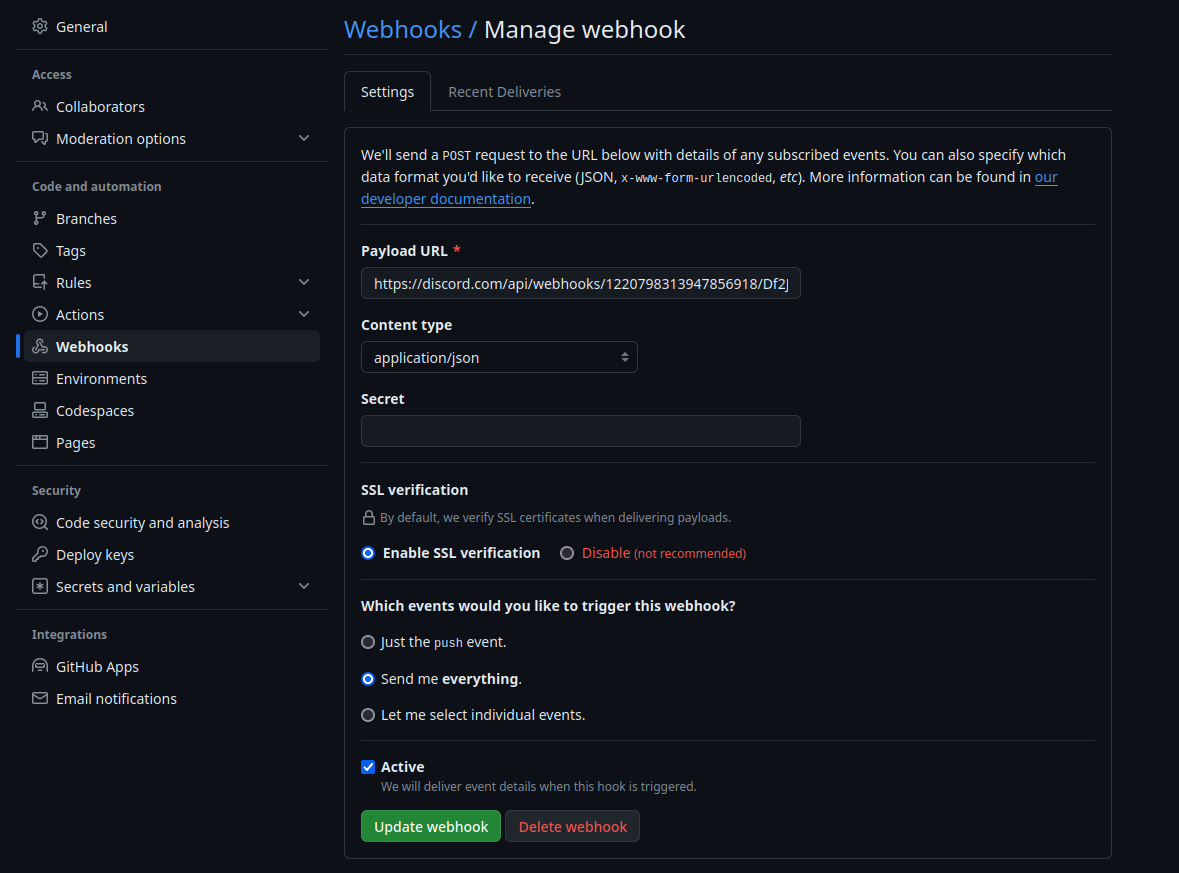 General
Access
Collaborators
Moderation options
Code and automation
Branches
Tags
Rules
Actions
Webhooks
Environments
Codespaces
Pages
Security
Code security and analysis
Deploy keys
Secrets and variables
Integrations
GitHub Apps
Email notifications
Webhooks / Manage webhook
Settings
Recent Deliveries
We'll send a POST request to the URL below with details of any subscribed events. You can also specify which
data format you'd like to receive (JSON, x-www-form-urlencoded, etc). More information can be found in our
developer documentation.
Payload URL *
https://discord.com/api/webhooks/1220798313947856918/Df2J
Content type
application/json
Secret
SSL verification
By default, we verify SSL certificates when delivering payloads.
Enable SSL verification
Disable (not recommended)
Which events would you like to trigger this webhook?
Just the push event.
Send me everything.
Let me select individual events.
Active
We will deliver event details when this hook is triggered.
Update webhook
Delete webhook